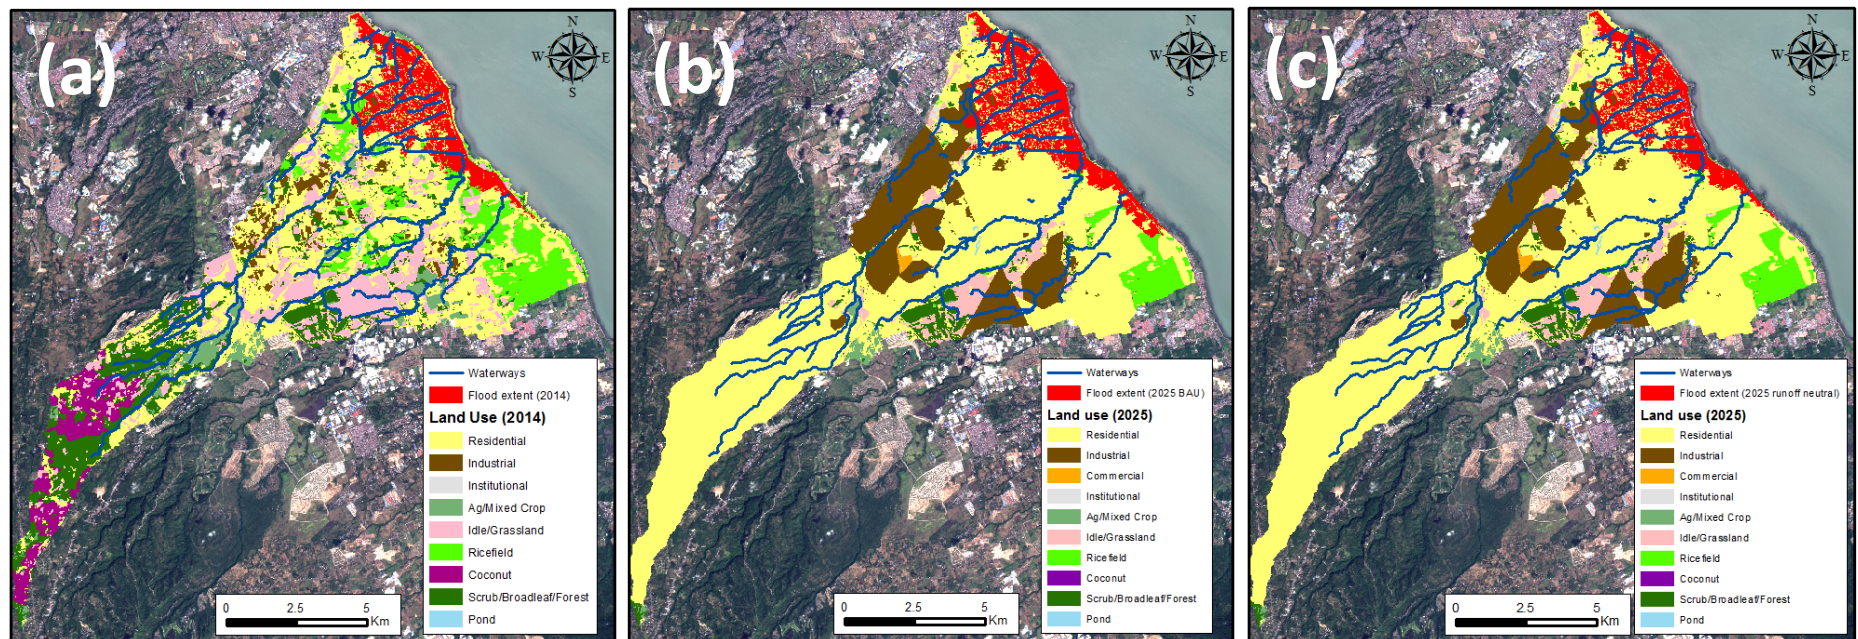 (a)
N
W E
S
Waterways
Flood extent (2014)
Land Use (2014)
Residential
Industrial
Institutional
Ag/Mixed Crop
Idle/Grassland
Ricefield
Coconut
Scrub/Broadleaf/Forest
Pond
0 2.5 5
Km
(b)
N
W E
S
Waterways
Flood extent (2025 BAU)
Land use (2025)
Residential
Industrial
Commercial
Institutional
Ag/Mixed Crop
Idle/Grassland
Ricefield
Coconut
Scrub/Broadleaf/Forest
Pond
0 2.5 5
Km
(c)
N
W E
S
Waterways
Flood extent (2025 runoff neutral)
Land use (2025)
Residential
Industrial
Commercial
Institutional
Ag/Mixed Crop
Idle/Grassland
Ricefield
Coconut
Scrub/Broadleaf/Forest
Pond
0 2.5 5
Km